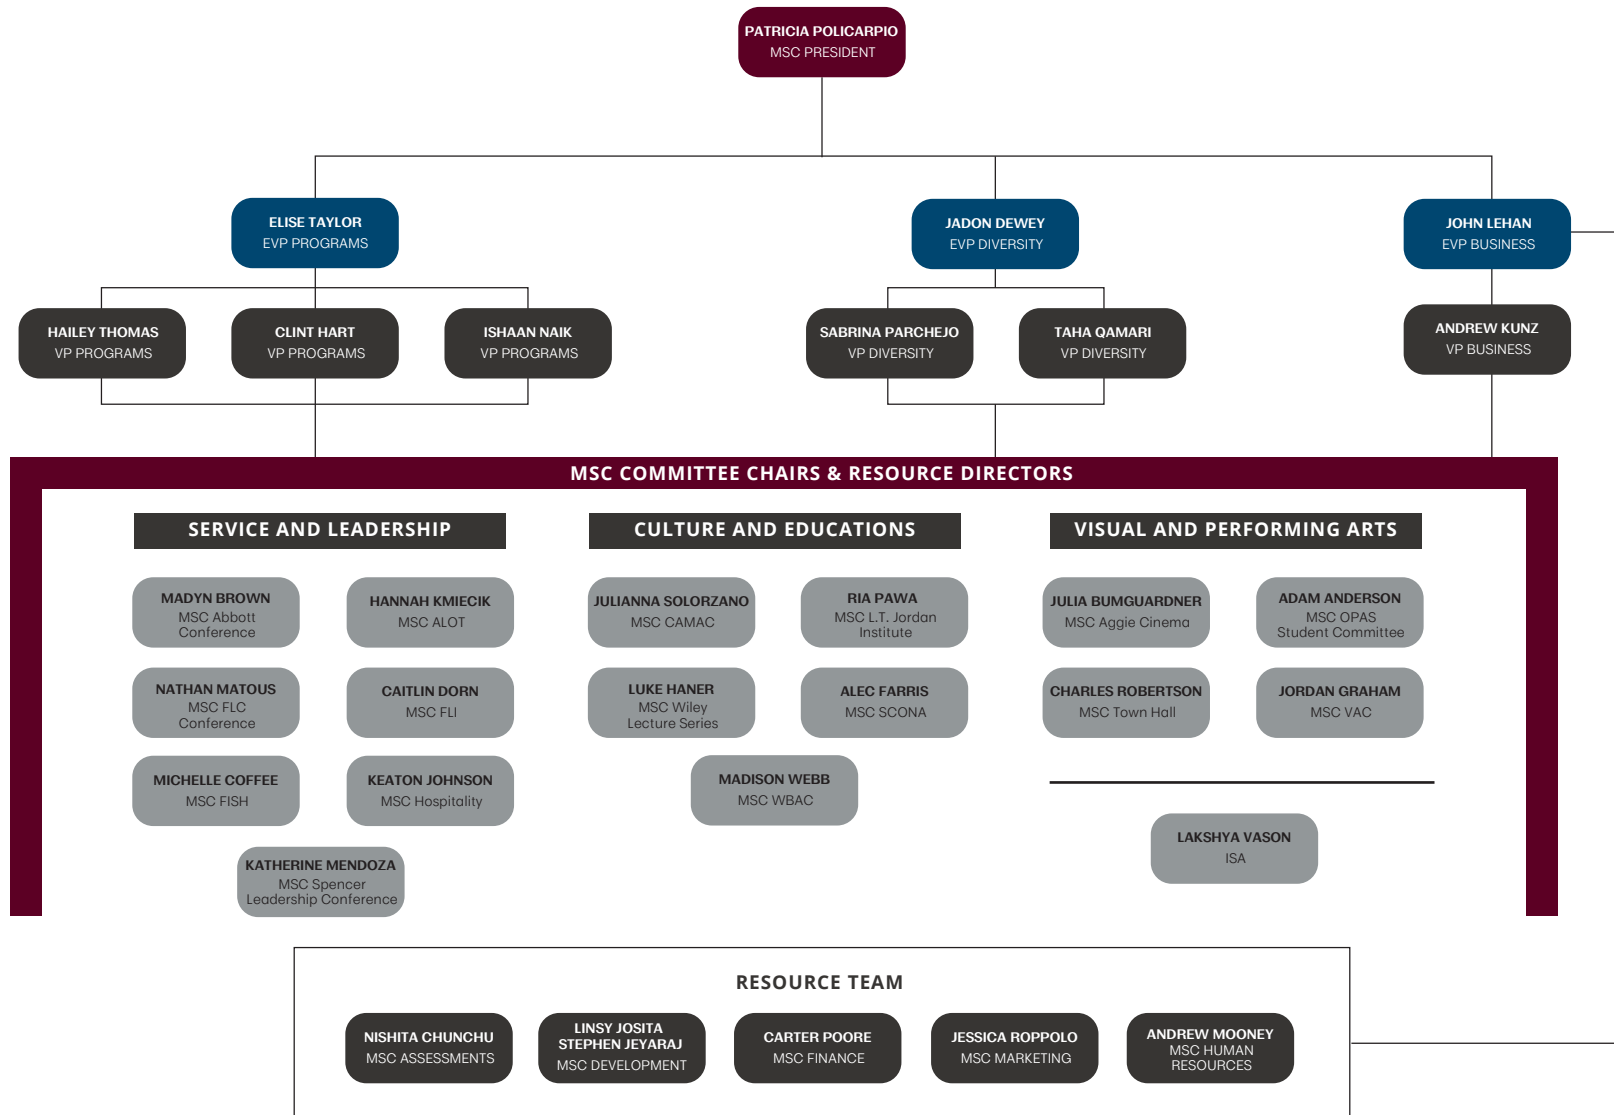 PATRICIA POLICARPIO
MSC PRESIDENT
ELISE TAYLOR
EVP PROGRAMS
JADON DEWEY
EVP DIVERSITY
JOHN LEHAN
EVP BUSINESS
HAILEY THOMAS
VP PROGRAMS
CLINT HART
VP PROGRAMS
ISHAAN NAIK
VP PROGRAMS
SABRINA PARCHEJO
VP DIVERSITY
TAHA QAMARI
VP DIVERSITY
ANDREW KUNZ
VP BUSINESS
MSC COMMITTEE CHAIRS & RESOURCE DIRECTORS
SERVICE AND LEADERSHIP
MADYN BROWN
MSC Abbott
Conference
HANNAH KMIECIK
MSC ALOT
NATHAN MATOUS
MSC FLC
Conference
CAITLIN DORN
MSC FLI
MICHELLE COFFEE
MSC FISH
KEATON JOHNSON
MSC Hospitality
KATHERINE MENDOZA
MSC Spencer
Leadership Conference
CULTURE AND EDUCATIONS
JULIANNA SOLORZANO
MSC CAMAC
RIA PAWA
MSC L.T. Jordan
Institute
LUKE HANER
MSC Wiley
Lecture Series
ALEC FARRIS
MSC SCONA
MADISON WEBB
MSC WBAC
VISUAL AND PERFORMING ARTS
JULIA BUMGUARDNER
MSC Aggie Cinema
ADAM ANDERSON
MSC OPAS
Student Committee
CHARLES ROBERTSON
MSC Town Hall
JORDAN GRAHAM
MSC VAC
LAKSHYA VASON
ISA
RESOURCE TEAM
NISHITA CHUNCHU
MSC ASSESSMENTS
LINSY JOSITA
STEPHEN JEYARAJ
MSC DEVELOPMENT
CARTER POORE
MSC FINANCE
JESSICA ROPPOLO
MSC MARKETING
ANDREW MOONEY
MSC HUMAN
RESOURCES